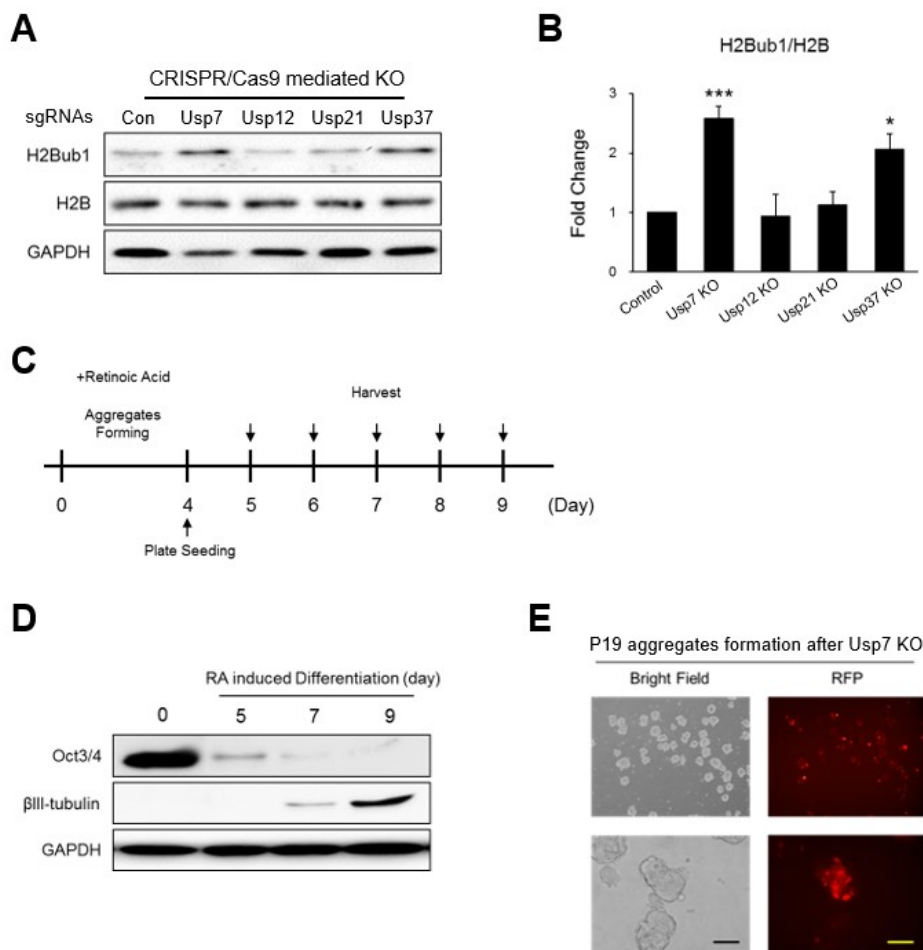 A
CRISPR/Cas9 mediated KO
sgRNAs Con Usp7 Usp12 Usp21 Usp37
H2Bub1
H2B
GAPDH
B
H2Bub1/H2B
Fold Change
3
2
1
0
***
*
Control
Usp7 KO
Usp12 KO
Usp21 KO
Usp37 KO
C
+Retinoic Acid
Aggregates
Forming
Harvest
0 4 5 6 7 8 9 (Day)
Plate Seeding
D
RA induced Differentiation (day)
0 5 7 9
Oct3/4
βIII-tubulin
GAPDH
E
P19 aggregates formation after Usp7 KO
Bright Field RFP